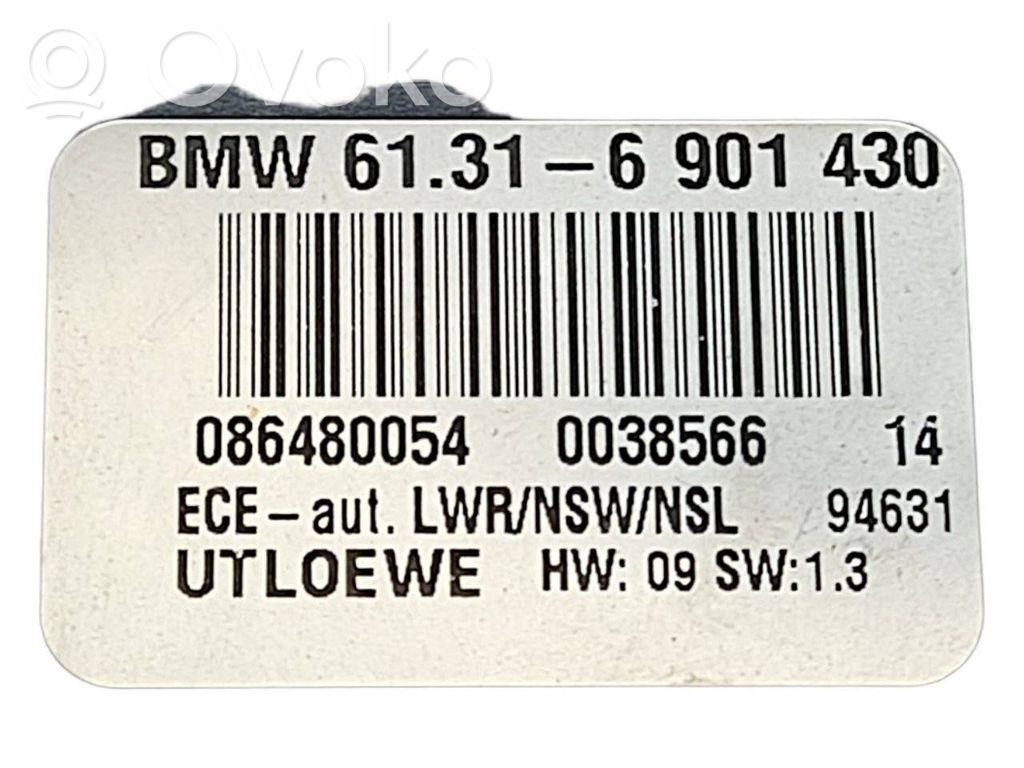 Ovoko
BMW 61.31-6 901 430
086480054 0038566 14
ECE-aut. LWR/NSW/NSL 94631
UTLOEWE HW: 09 SW:1.3